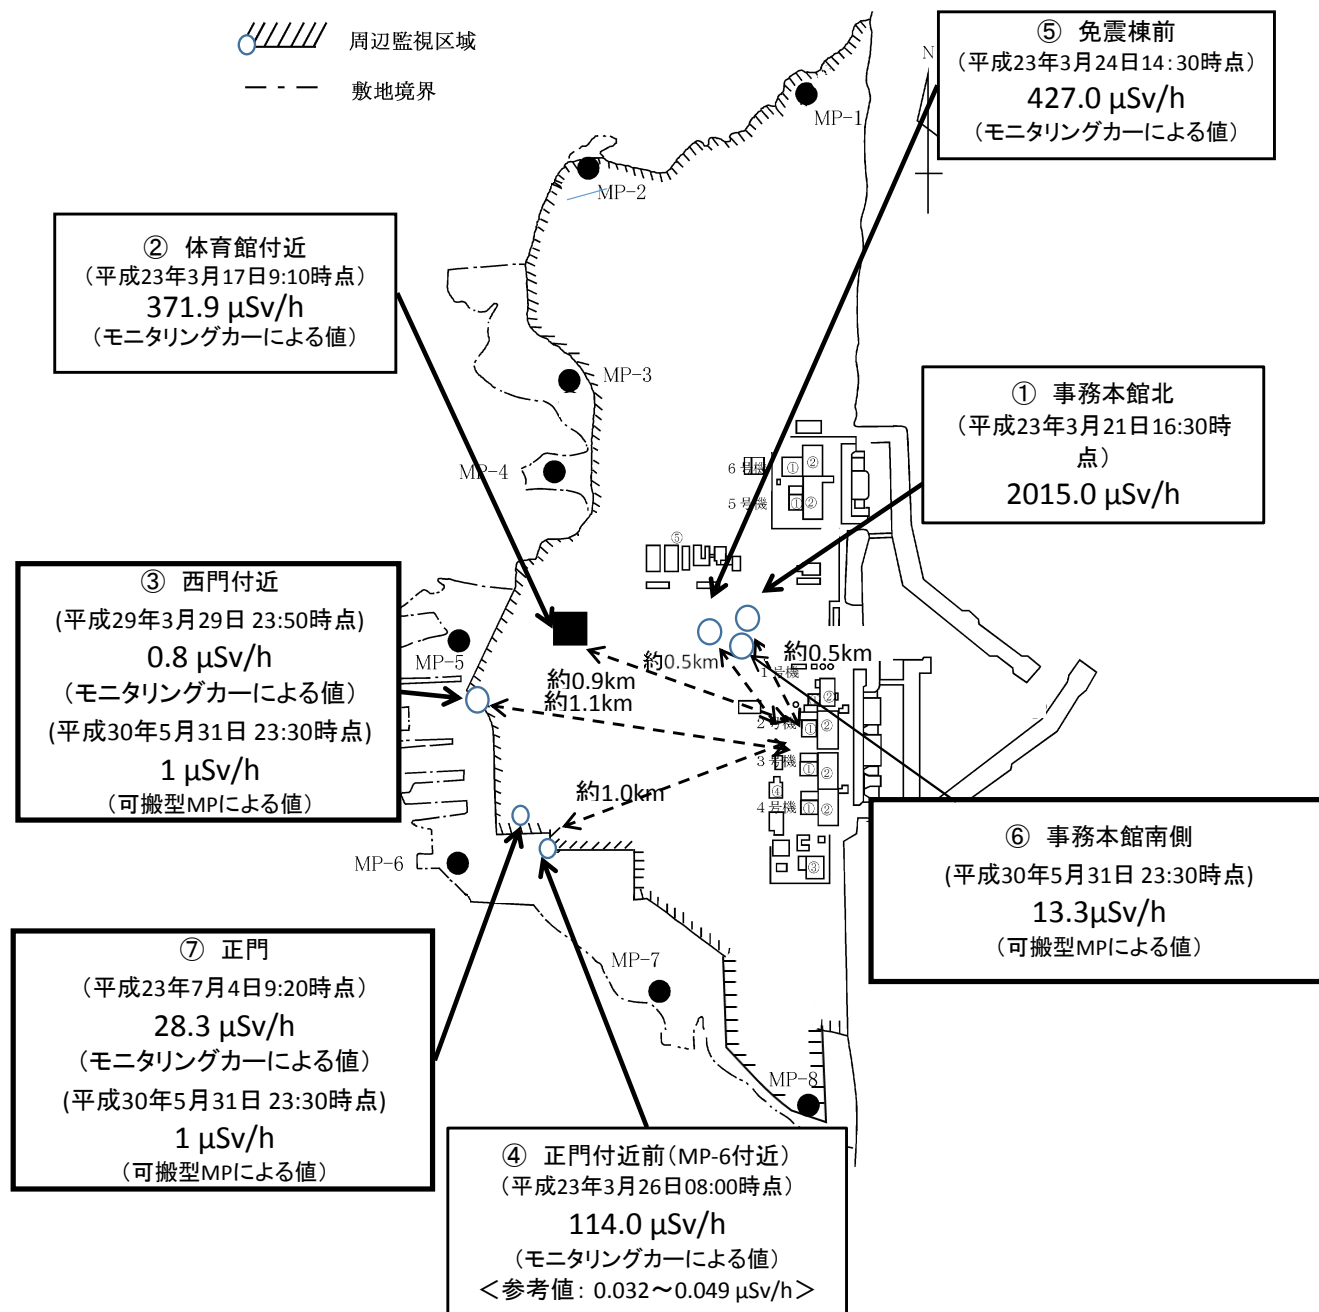 周辺監視区域
敷地境界
⑤ 免震棟前
（平成23年3月24日14：30時点）
427.0 μSv/h
（モニタリングカーによる値）
N
MP-1
MP-2
② 体育館付近
（平成23年3月17日9:10時点）
371.9 μSv/h
（モニタリングカーによる値）
MP-3
① 事務本館北
（平成23年3月21日16:30時
点）
2015.0 μSv/h
MP-4
6号機
① ②
5号機
① ②
⑤
③ 西門付近
(平成29年3月29日 23:50時点)
0.8 μSv/h
（モニタリングカーによる値）
(平成30年5月31日 23:30時点)
1 μSv/h
（可搬型MPによる値）
MP-5
約0.5km
約0.5km
約0.9km
約1.1km
1号機
②
2号機
① ②
3号機
① ②
④
4号機
① ②
③
約1.0km
MP-6
⑥ 事務本館南側
(平成30年5月31日 23:30時点)
13.3μSv/h
（可搬型MPによる値）
⑦ 正門
（平成23年7月4日9:20時点）
28.3 μSv/h
（モニタリングカーによる値）
(平成30年5月31日 23:30時点)
1 μSv/h
（可搬型MPによる値）
MP-7
MP-8
④ 正門付近前（MP-6付近）
（平成23年3月26日08:00時点）
114.0 μSv/h
（モニタリングカーによる値）
＜参考値： 0.032～0.049 μSv/h＞